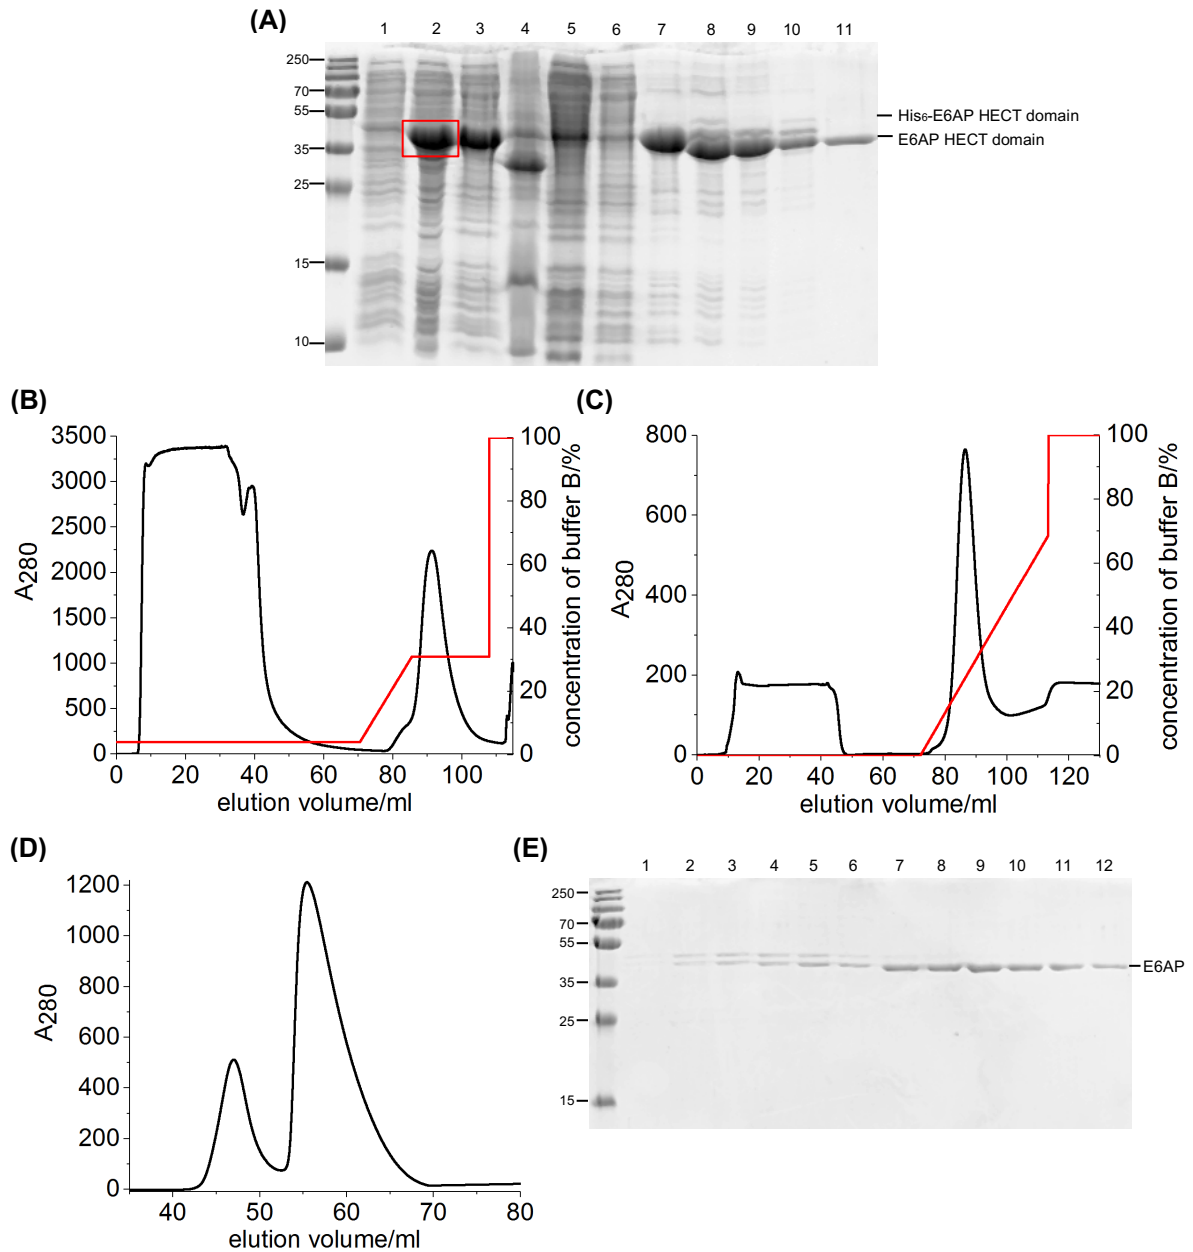 (A)
1 2 3 4 5 6 7 8 9 10 11
250
70
55
35
25
15
10
His₆-E6AP HECT domain
E6AP HECT domain
(B)
3500
3000
2500
2000
1500
1000
500
0
A280
0 20 40 60 80 100
elution volume/ml
100
80
60
40
20
0
concentration of buffer B/%
(C)
800
600
400
200
0
A280
0 20 40 60 80 100 120
elution volume/ml
100
80
60
40
20
0
concentration of buffer B/%
(D)
1200
1000
800
600
400
200
0
A280
40 50 60 70 80
elution volume/ml
(E)
1 2 3 4 5 6 7 8 9 10 11 12
250
70
55
35
25
15
E6AP